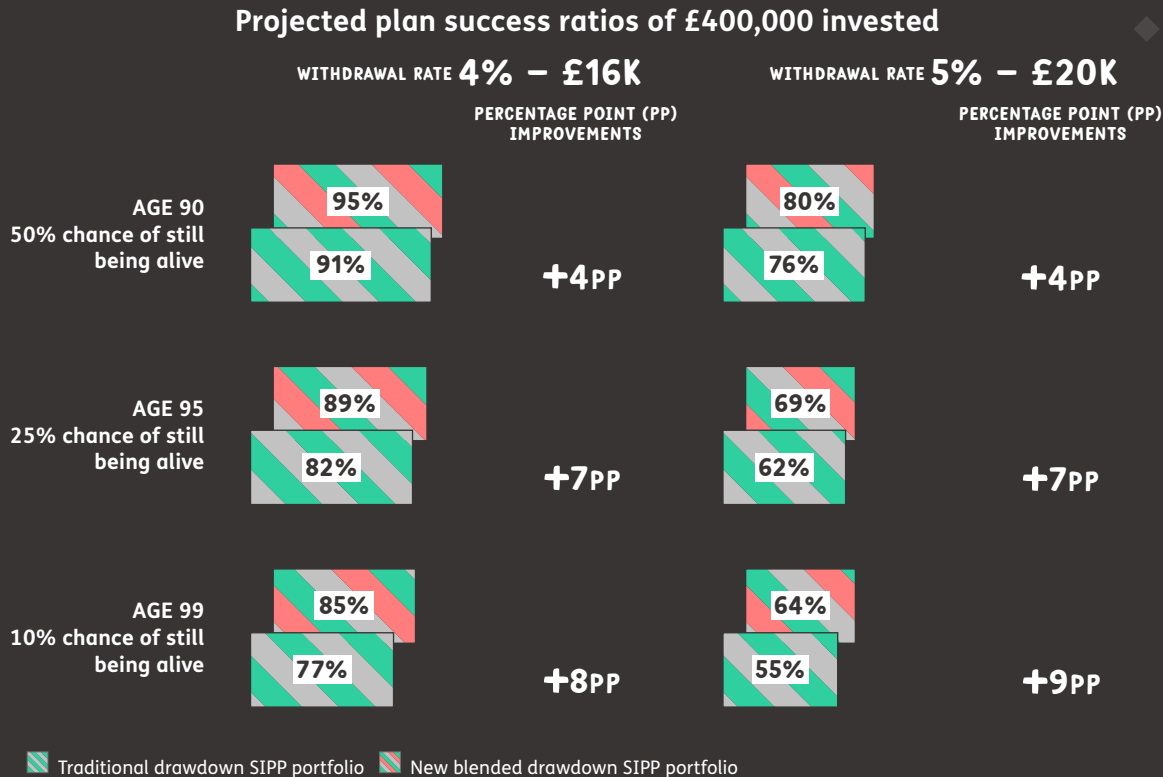 Projected plan success ratios of £400,000 invested
WITHDRAWAL RATE 4% – £16K
PERCENTAGE POINT (PP)
IMPROVEMENTS
WITHDRAWAL RATE 5% – £20K
PERCENTAGE POINT (PP)
IMPROVEMENTS
AGE 90
50% chance of still
being alive
95%
91%
+4PP
80%
76%
+4PP
AGE 95
25% chance of still
being alive
89%
82%
+7PP
69%
62%
+7PP
AGE 99
10% chance of still
being alive
85%
77%
+8PP
64%
55%
+9PP
Traditional drawdown SIPP portfolio
New blended drawdown SIPP portfolio